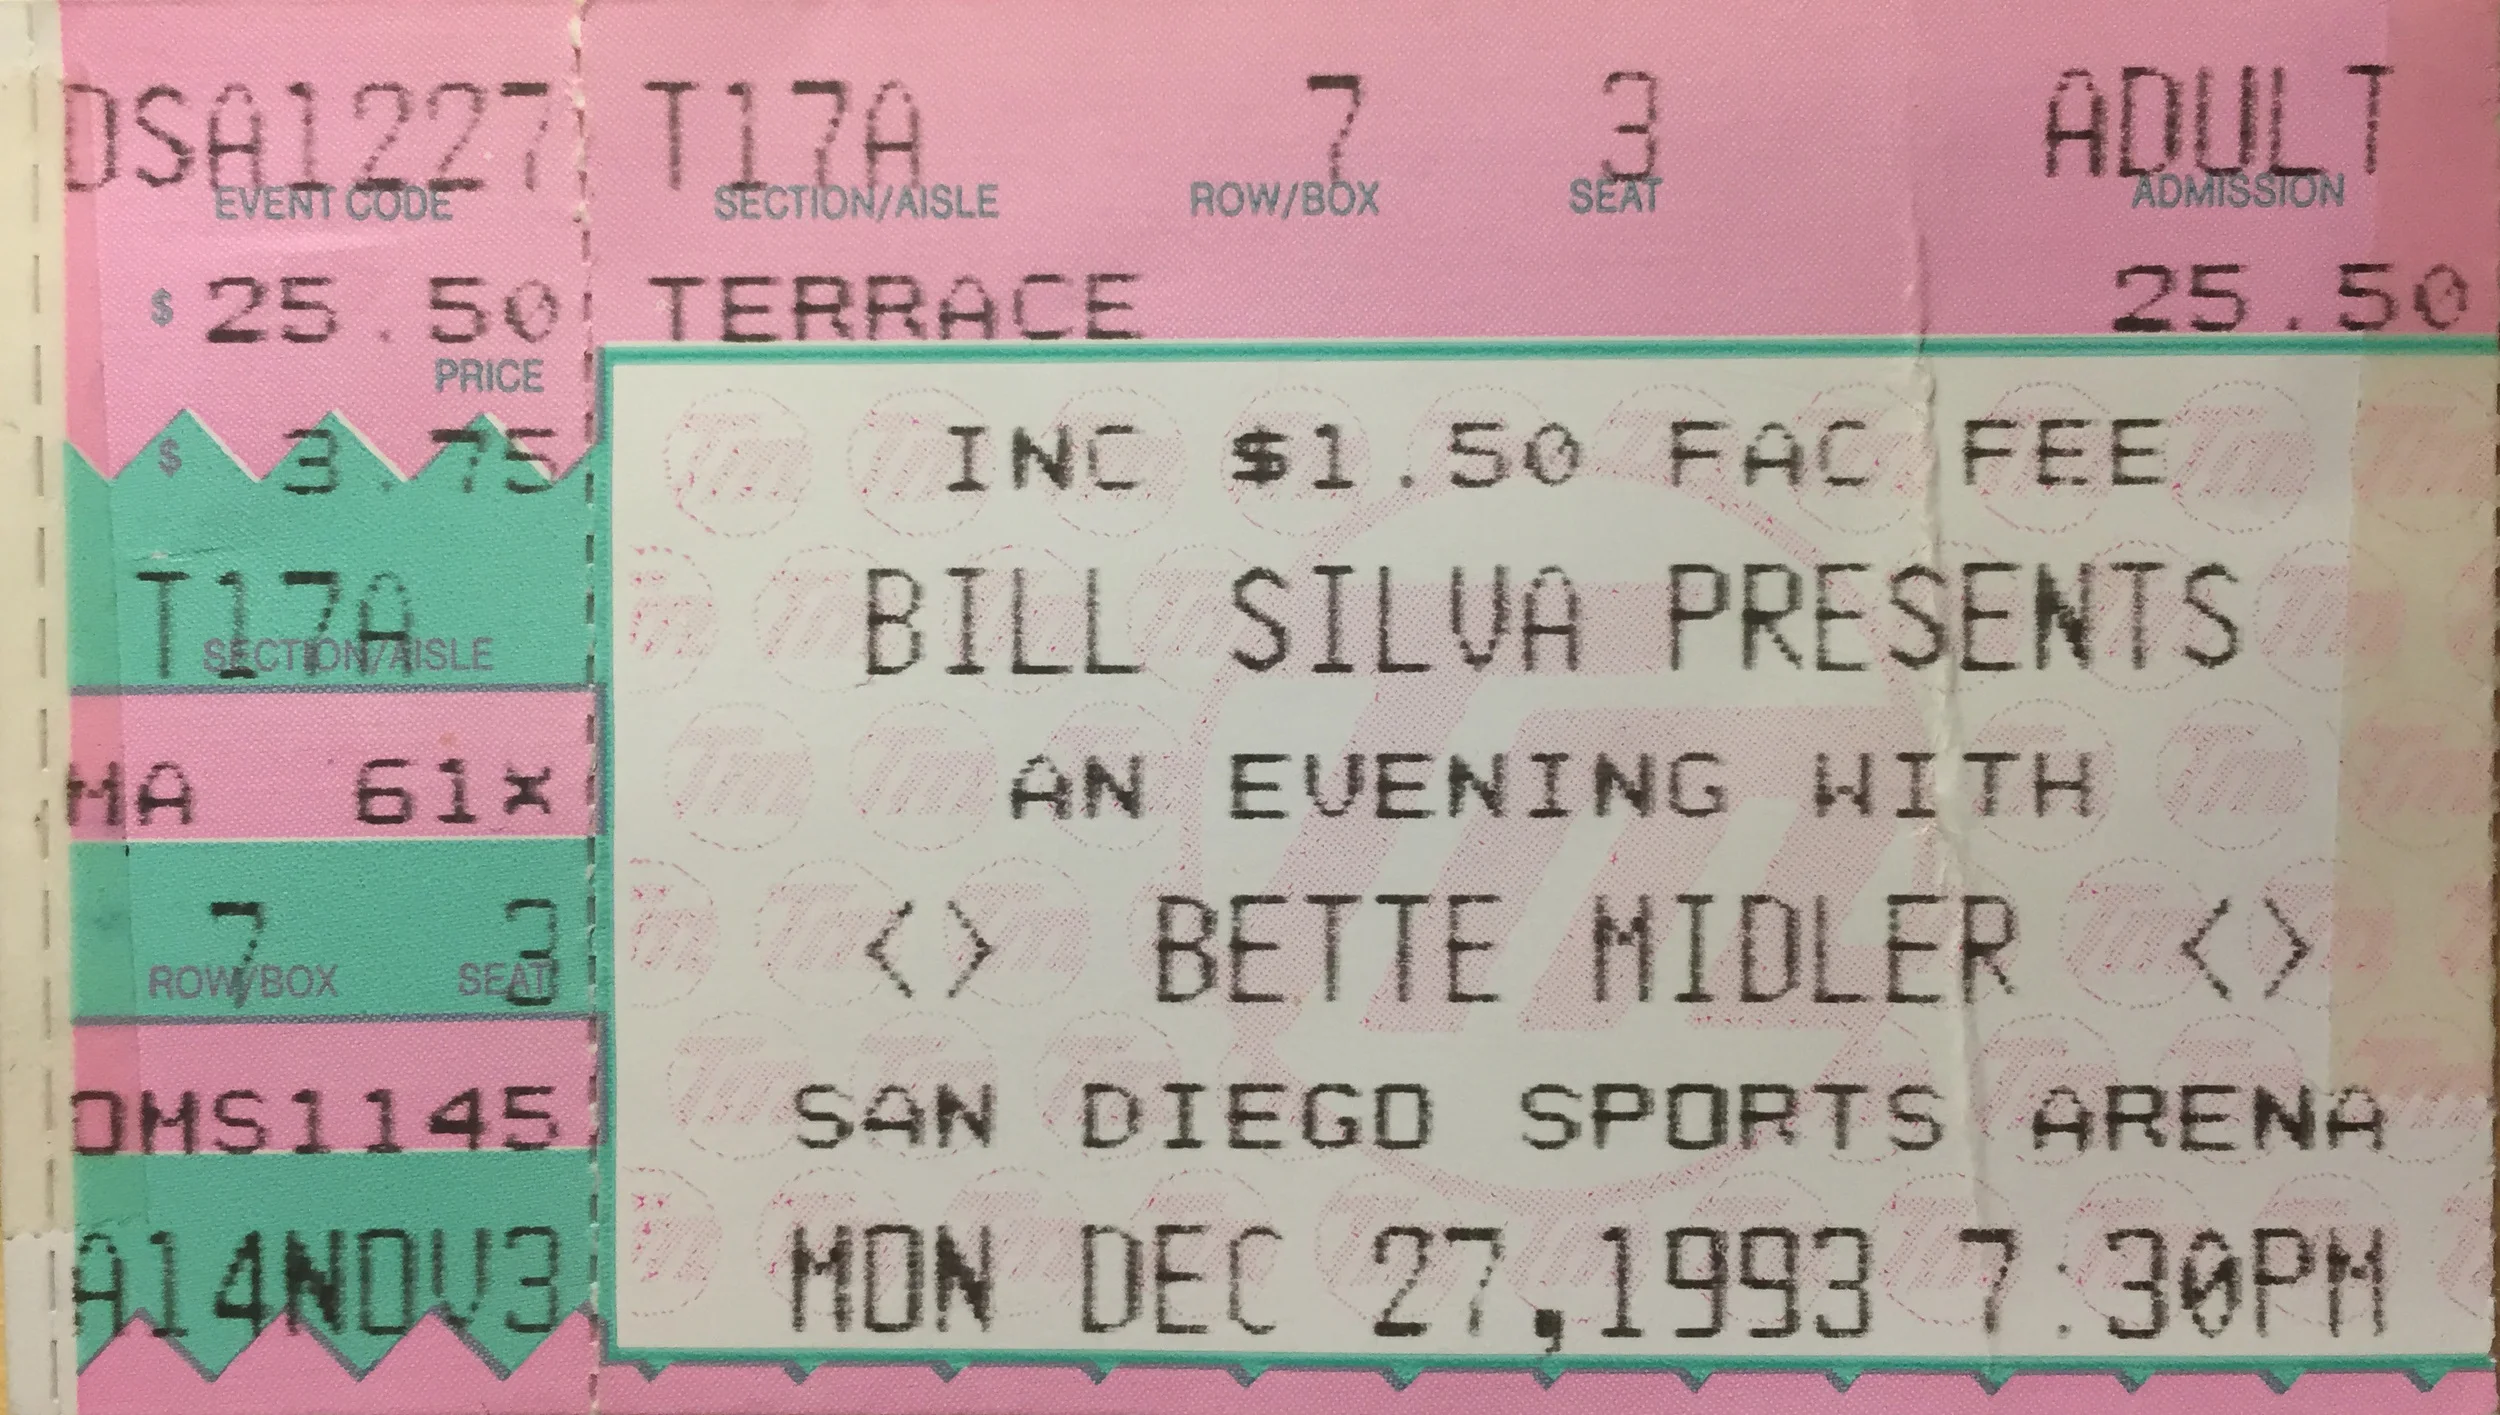 DSA1227 T17A 7 3 ADULT
EVENT CODE SECTION/AISLE ROW/BOX SEAT ADMISSION
$ 25.50 TERRACE 25.50
PRICE
$ 3.75 INC $1.50 FAC FEE
T17A BILL SILVA PRESENTS
SECTION/AISLE
MA 61X AN EVENING WITH
7 3 <> BETTE MIDLER <>
ROW/BOX SEAT
OMS1145 SAN DIEGO SPORTS ARENA
A14NOV3 MON DEC 27,1993 7:30PM